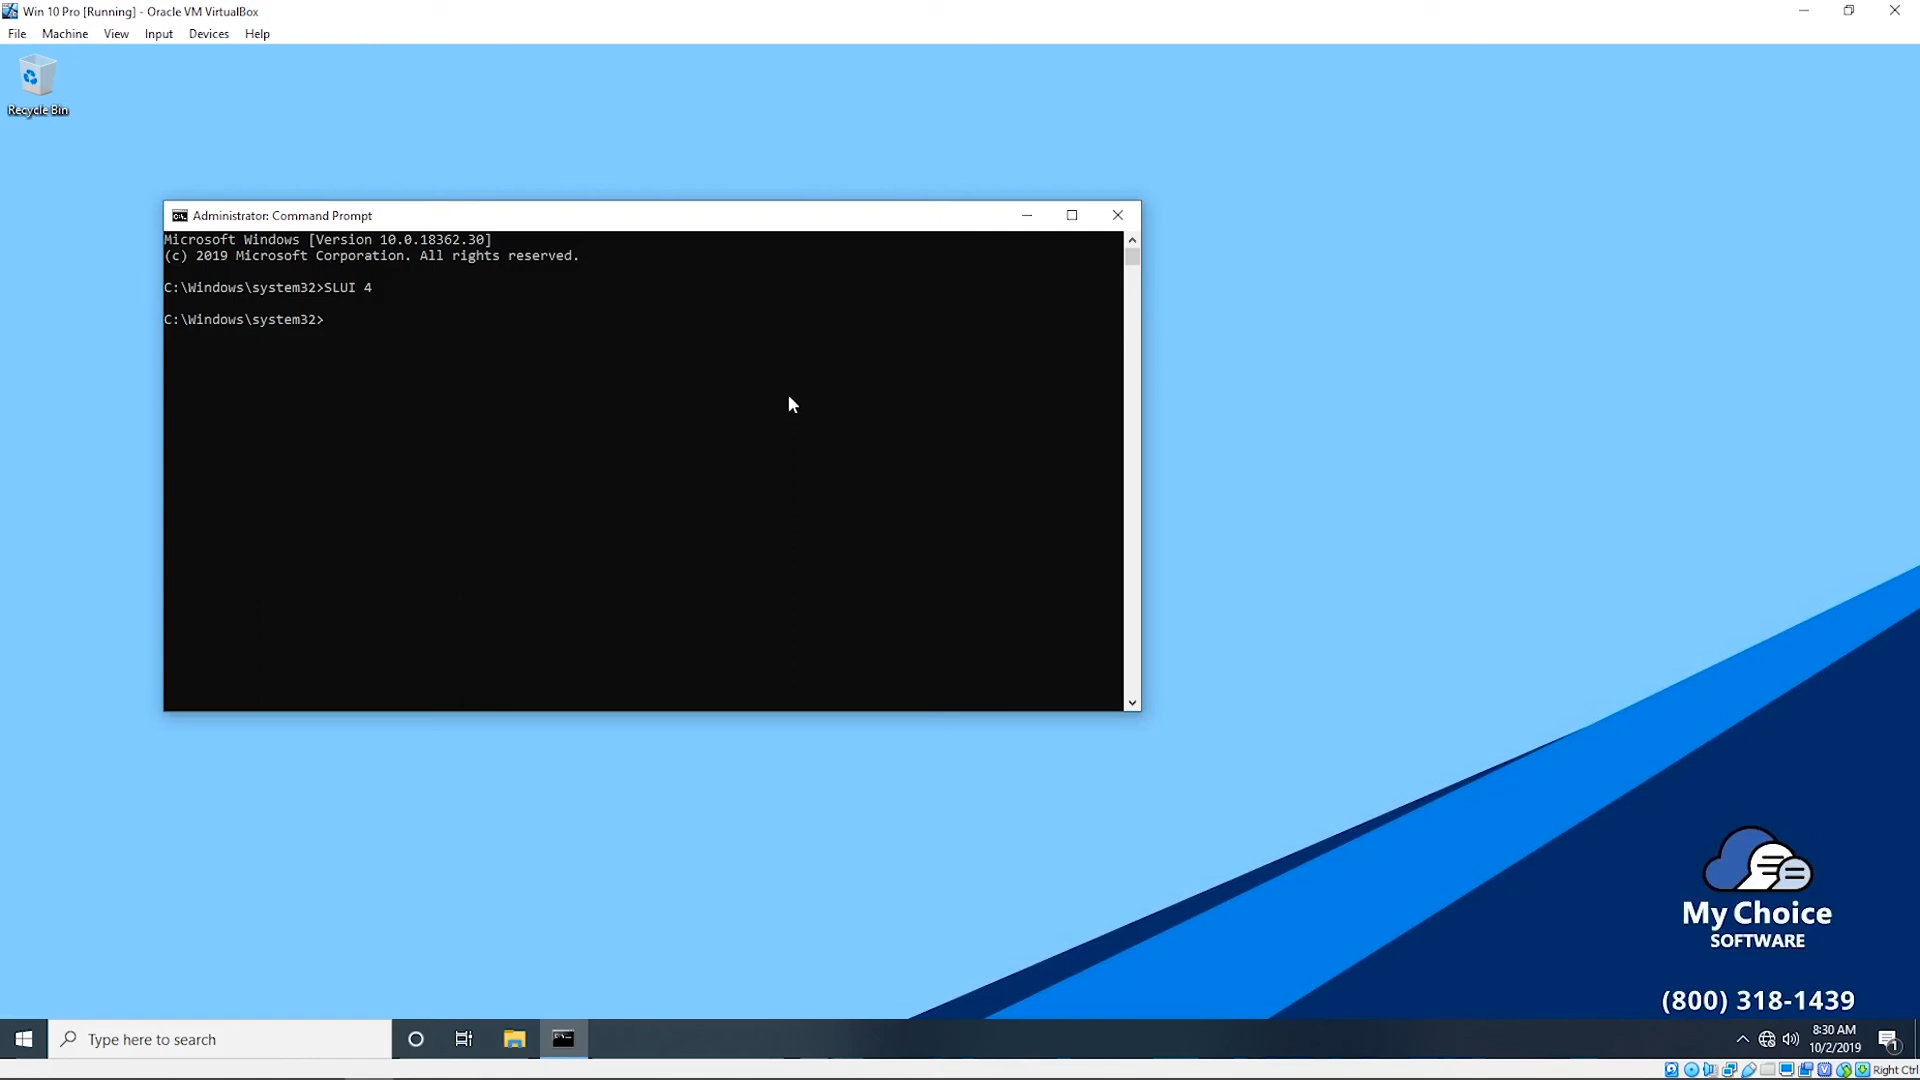 Win 10 Pro [Running] - Oracle VM VirtualBox
File Machine View Input Devices Help
Recycle Bin
Administrator: Command Prompt
Microsoft Windows [Version 10.0.18362.30]
(c) 2019 Microsoft Corporation. All rights reserved.
C:\Windows\system32>SLUI 4
C:\Windows\system32>
My Choice
SOFTWARE
(800) 318-1439
Type here to search
8:30 AM
10/2/2019
1
Right Ctrl